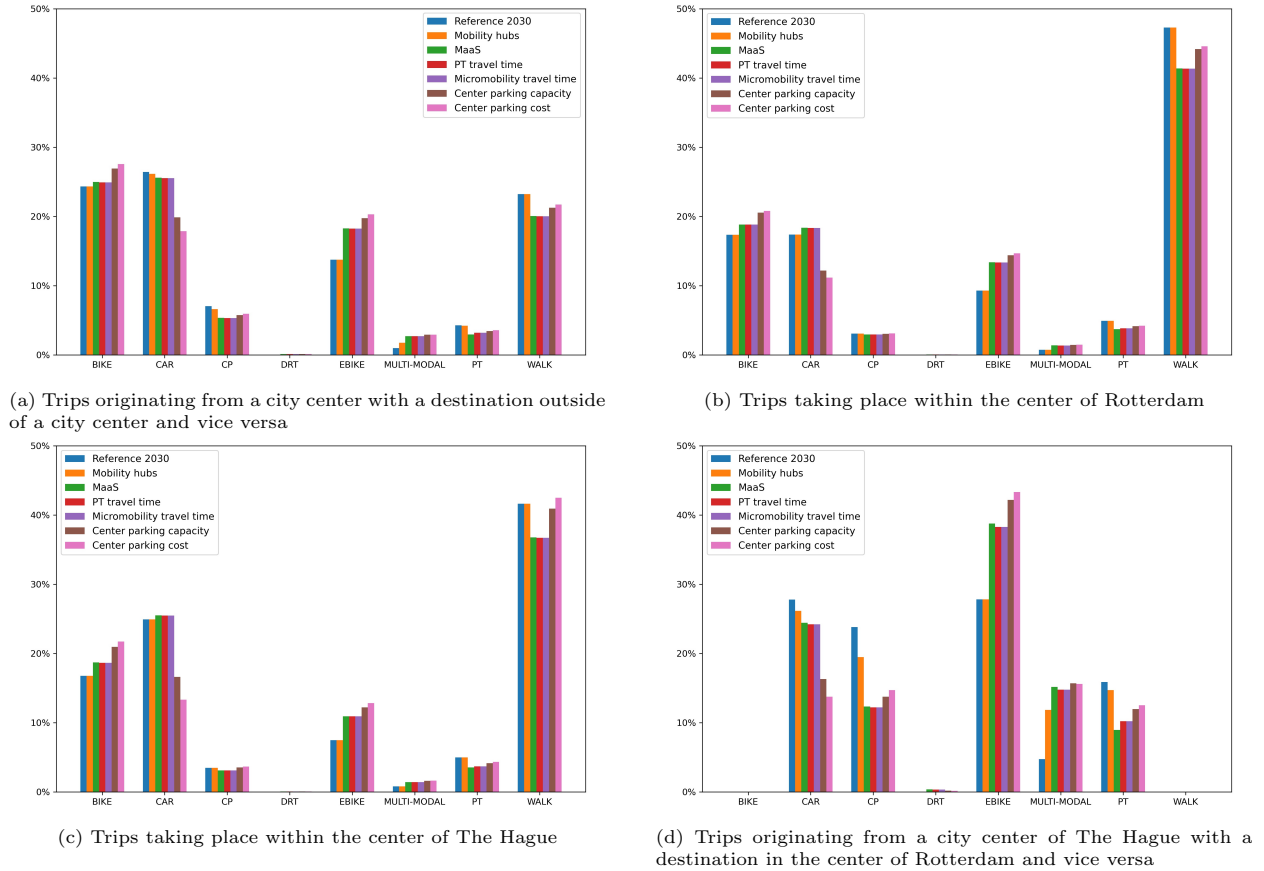 50%
40%
30%
20%
10%
0%
Reference 2030
Mobility hubs
MaaS
PT travel time
Micromobility travel time
Center parking capacity
Center parking cost
BIKE CAR CP DRT EBIKE MULTI-MODAL PT WALK
(a) Trips originating from a city center with a destination outside
of a city center and vice versa
50%
40%
30%
20%
10%
0%
Reference 2030
Mobility hubs
MaaS
PT travel time
Micromobility travel time
Center parking capacity
Center parking cost
BIKE CAR CP DRT EBIKE MULTI-MODAL PT WALK
(b) Trips taking place within the center of Rotterdam
50%
40%
30%
20%
10%
0%
Reference 2030
Mobility hubs
MaaS
PT travel time
Micromobility travel time
Center parking capacity
Center parking cost
BIKE CAR CP DRT EBIKE MULTI-MODAL PT WALK
(c) Trips taking place within the center of The Hague
50%
40%
30%
20%
10%
0%
Reference 2030
Mobility hubs
MaaS
PT travel time
Micromobility travel time
Center parking capacity
Center parking cost
BIKE CAR CP DRT EBIKE MULTI-MODAL PT WALK
(d) Trips originating from a city center of The Hague with a
destination in the center of Rotterdam and vice versa